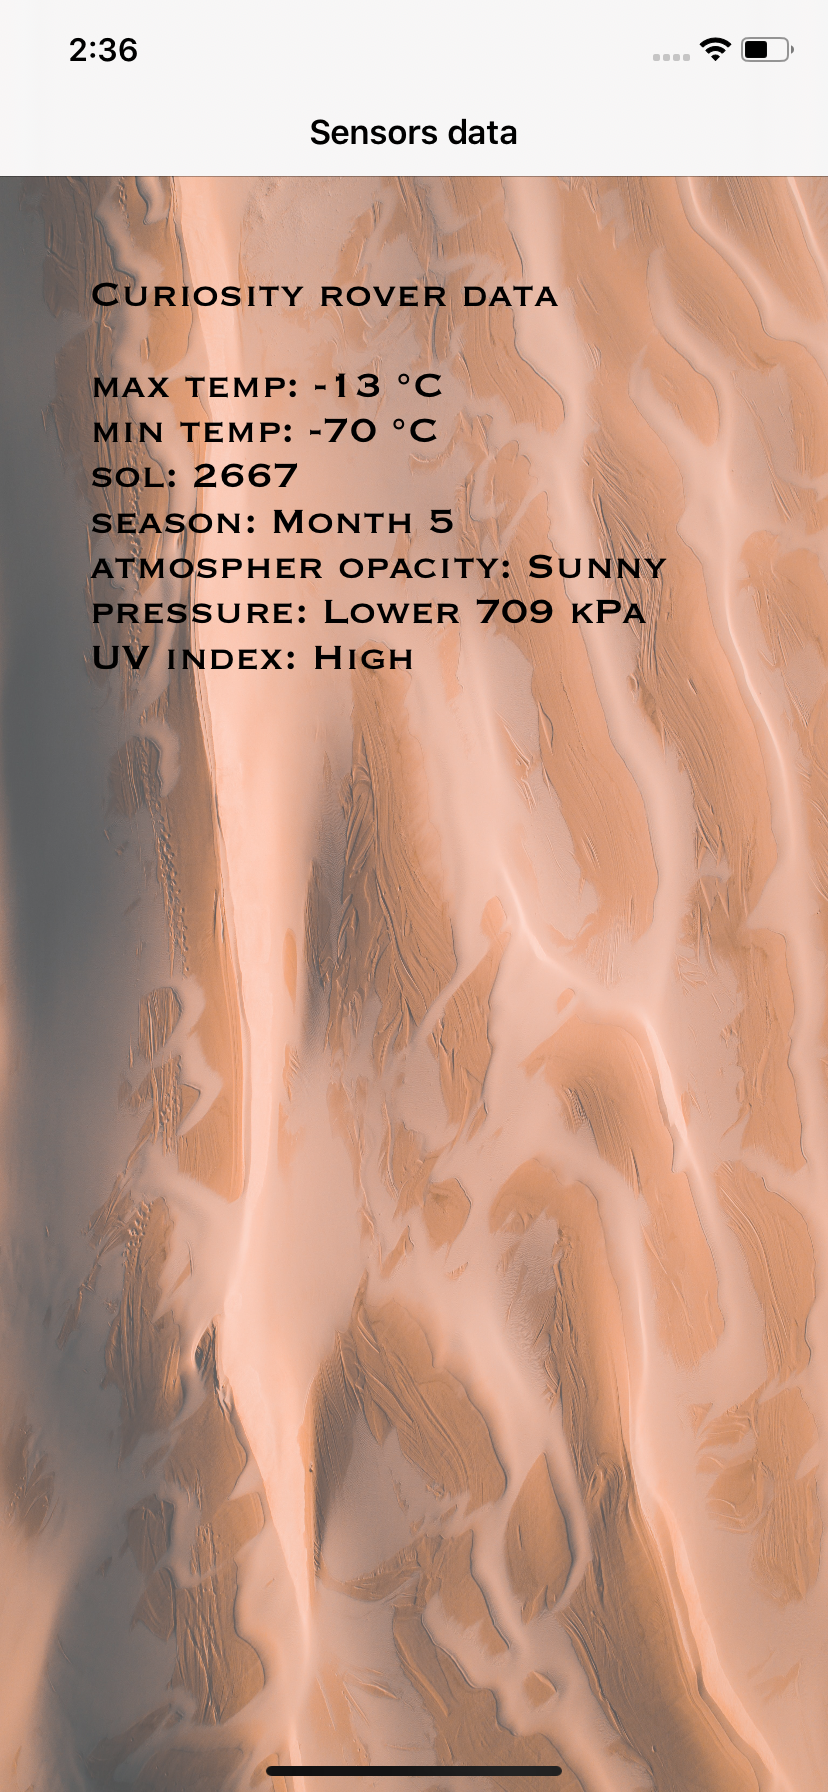 2:36
Sensors data
Curiosity rover data
max temp: -13 °C
min temp: -70 °C
sol: 2667
season: Month 5
atmospher opacity: Sunny
pressure: Lower 709 kPa
UV index: High